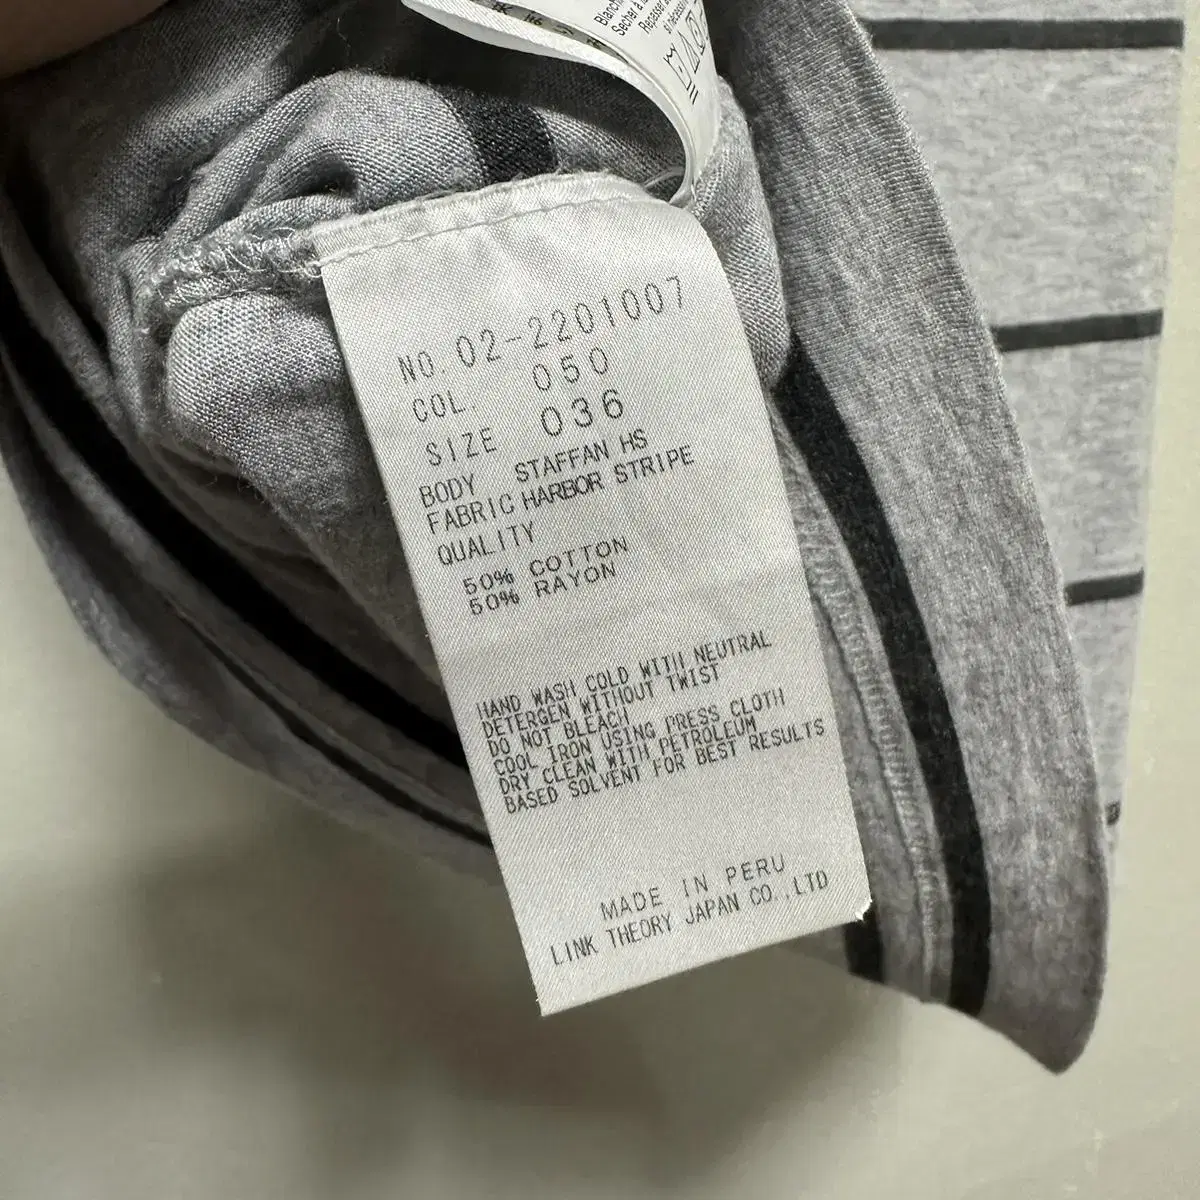 Sécher à
Repasser
NO. 02-2201007
COL. 050
SIZE 036
BODY STAFFAN HS
FABRIC HARBOR STRIPE
QUALITY
50% COTTON
50% RAYON
HAND WASH COLD WITH NEUTRAL
DETERGEN WITHOUT TWIST
DO NOT BLEACH
COOL IRON USING PRESS CLOTH
DRY CLEAN WITH PETROLEUM
BASED SOLVENT FOR BEST RESULTS
MADE IN PERU
LINK THEORY JAPAN CO.,LTD